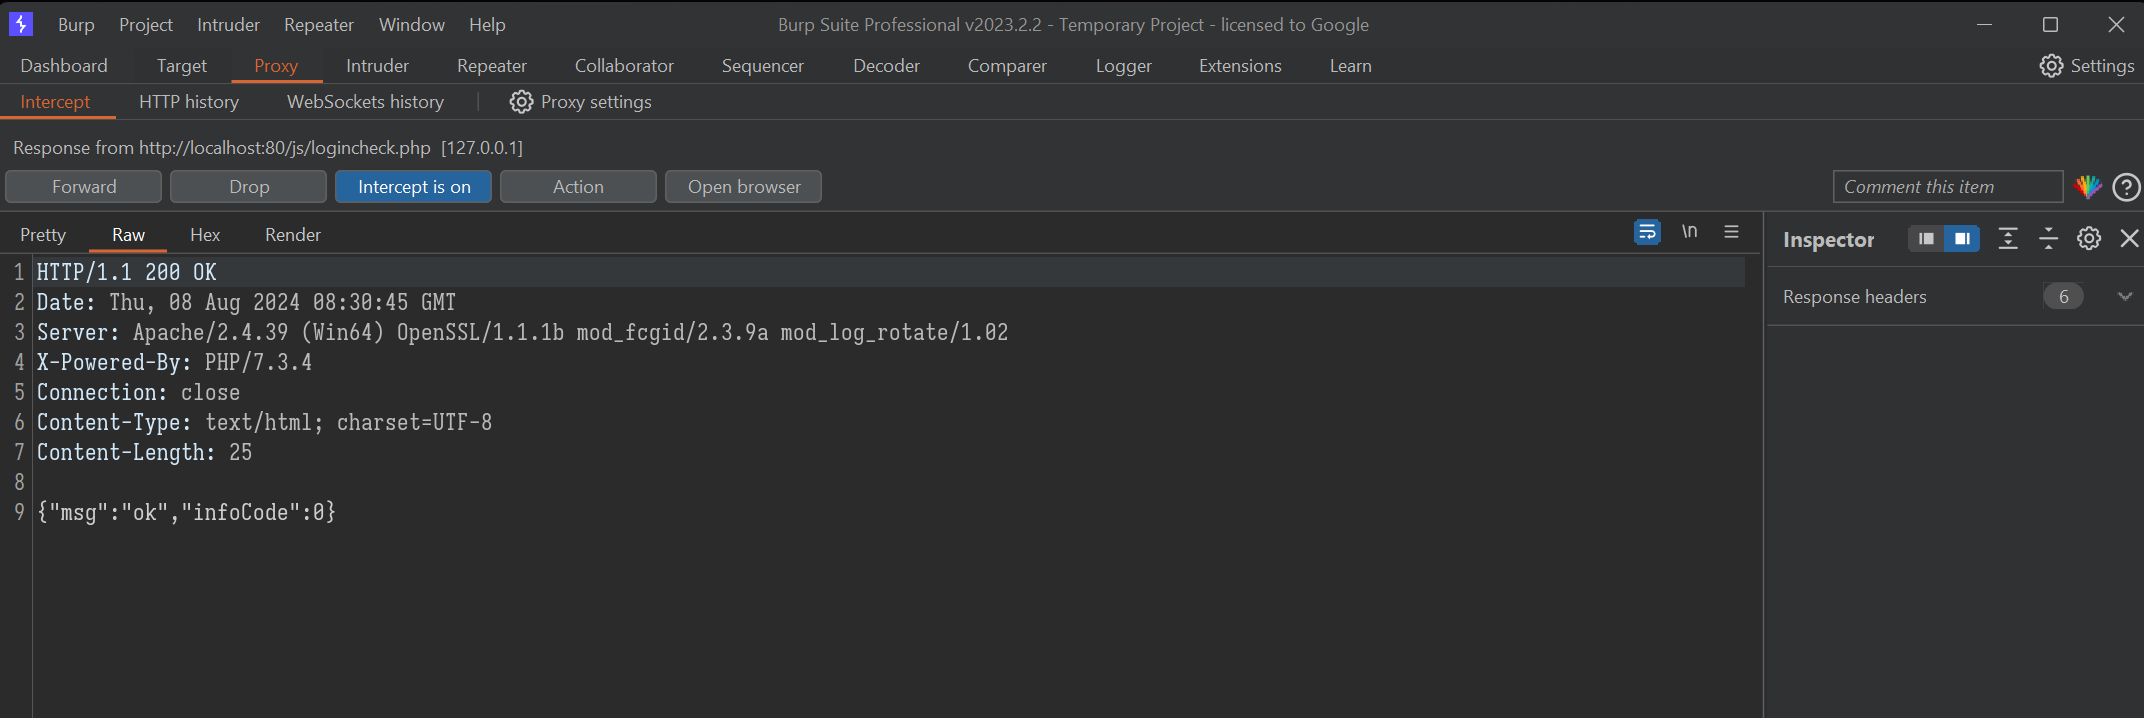 Burp Project Intruder Repeater Window Help Burp Suite Professional v2023.2.2 - Temporary Project - licensed to Google
Dashboard Target Proxy Intruder Repeater Collaborator Sequencer Decoder Comparer Logger Extensions Learn Settings
Intercept HTTP history WebSockets history Proxy settings
Response from http://localhost:80/js/logincheck.php [127.0.0.1]
Forward Drop Intercept is on Action Open browser Comment this item ?
Pretty Raw Hex Render \n
Inspector
Response headers 6
1 HTTP/1.1 200 OK
2 Date: Thu, 08 Aug 2024 08:30:45 GMT
3 Server: Apache/2.4.39 (Win64) OpenSSL/1.1.1b mod_fcgid/2.3.9a mod_log_rotate/1.02
4 X-Powered-By: PHP/7.3.4
5 Connection: close
6 Content-Type: text/html; charset=UTF-8
7 Content-Length: 25
8
9 {"msg":"ok","infoCode":0}